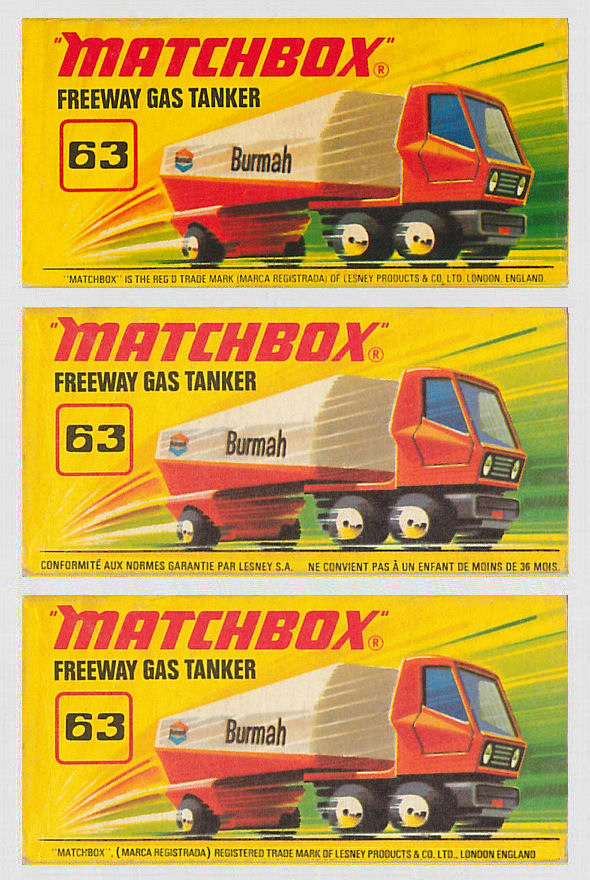 "MATCHBOX"®
FREEWAY GAS TANKER
63
Burmah
"MATCHBOX" IS THE REG'D TRADE MARK (MARCA REGISTRADA) OF LESNEY PRODUCTS & CO. LTD. LONDON, ENGLAND.
"MATCHBOX"®
FREEWAY GAS TANKER
63
Burmah
CONFORMITÉ AUX NORMES GARANTIE PAR LESNEY S.A. NE CONVIENT PAS À UN ENFANT DE MOINS DE 36 MOIS.
"MATCHBOX"®
FREEWAY GAS TANKER
63
Burmah
"MATCHBOX", (MARCA REGISTRADA) REGISTERED TRADE MARK OF LESNEY PRODUCTS & CO. LTD., LONDON ENGLAND